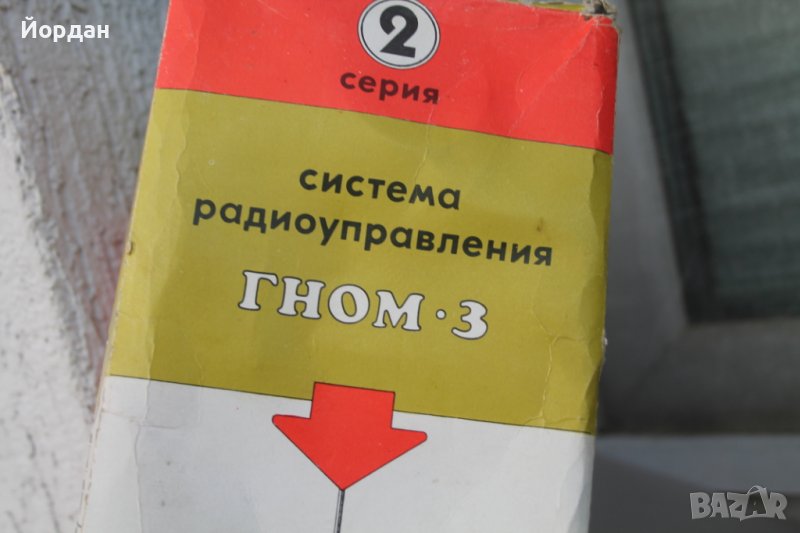 Йордан
2
серия
система
радиоуправления
ГНОМ·3
BAZAR